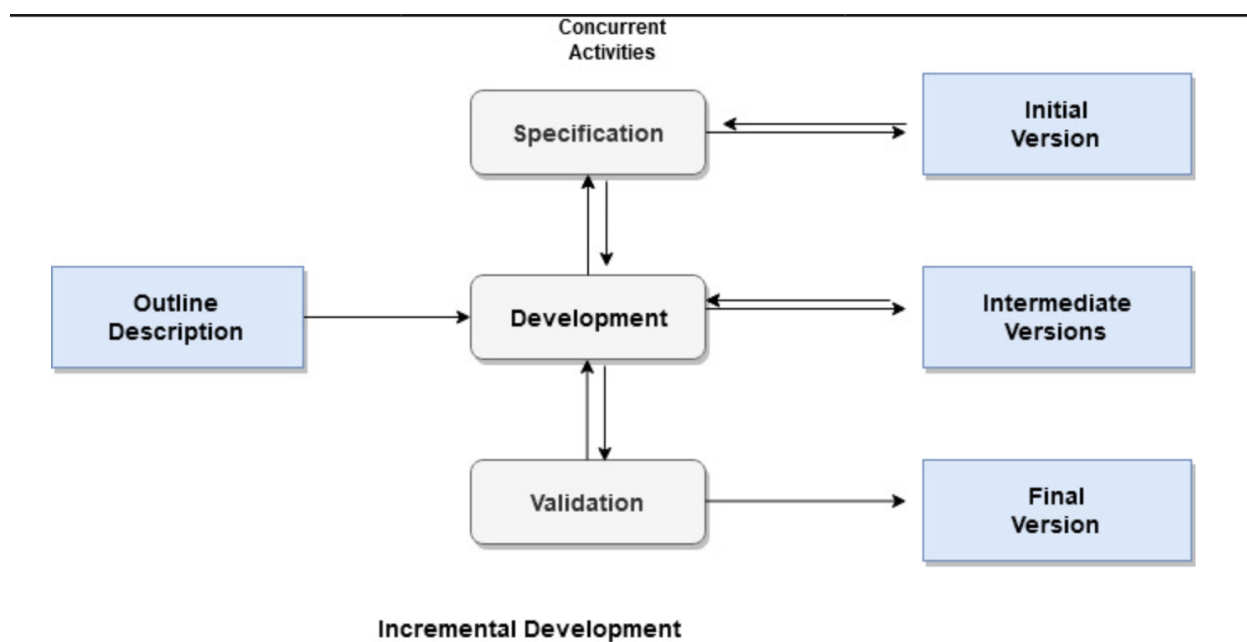 Concurrent
Activities
Specification
Initial
Version
Outline
Description
Development
Intermediate
Versions
Validation
Final
Version
Incremental Development